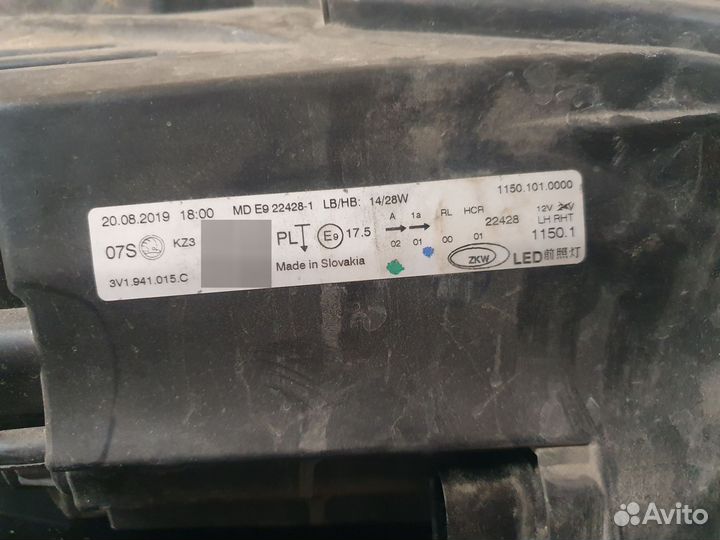 20.08.2019 18:00 MD E9 22428-1 LB/HB: 14/28W 1150.101.0000
07S KZ3 PL E9 17.5 A 1a RL HCR 22428 12V 24V
02 01 00 01 LH RHT
3V1.941.015.C Made in Slovakia ZKW LED前照灯 1150.1
Avito